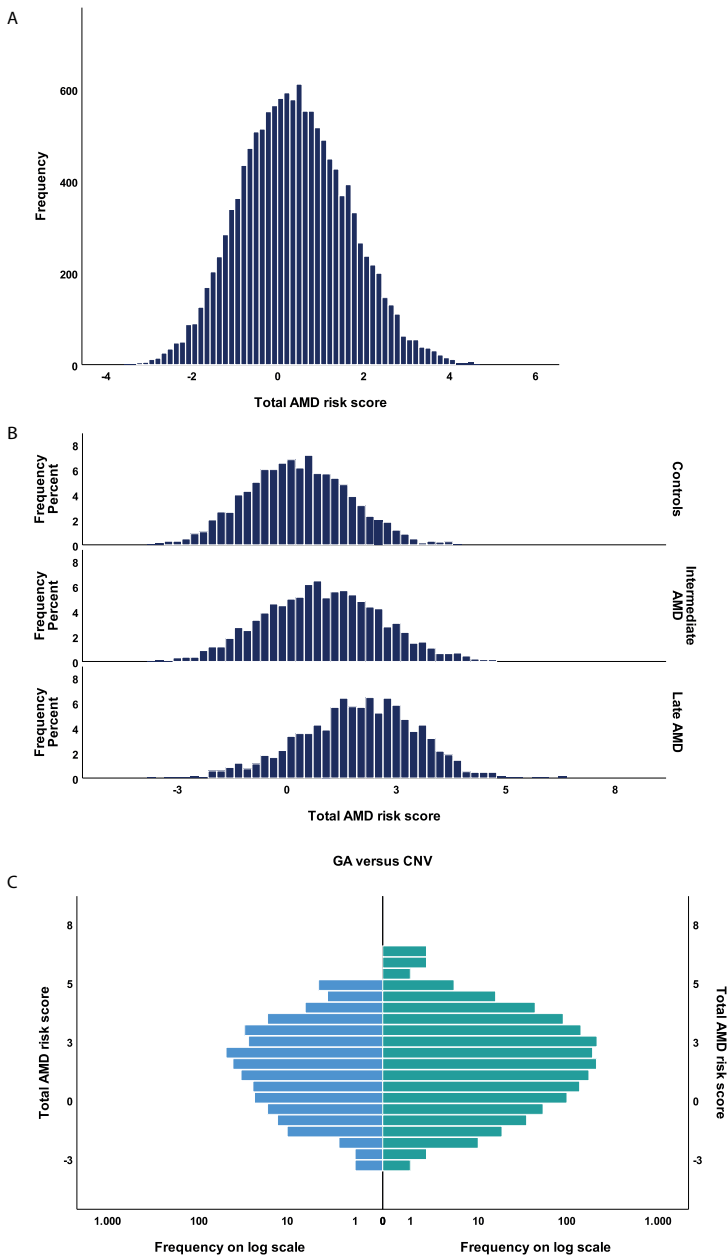 A
600
400
200
0
Frequency
-4 -2 0 2 4 6
Total AMD risk score
B
8
6
4
2
0
Frequency
Percent
Controls
8
6
4
2
0
Frequency
Percent
Intermediate
AMD
8
6
4
2
0
Frequency
Percent
Late AMD
-3 0 3 5 8
Total AMD risk score
GA versus CNV
C
8 8
5 5
3 3
0 0
-3 -3
Total AMD risk score
Total AMD risk score
1.000 100 10 1 0 1 10 100 1.000
Frequency on log scale Frequency on log scale